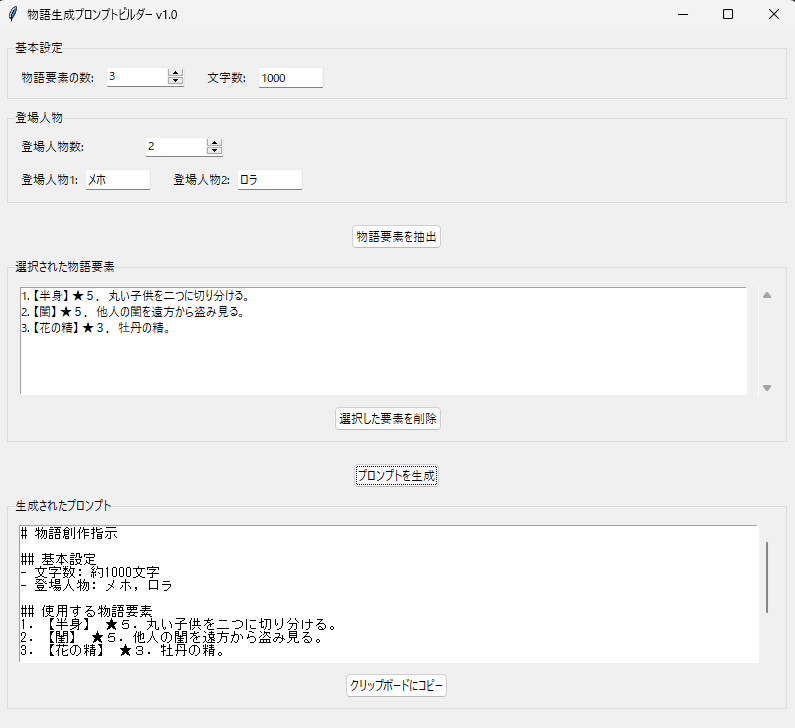 物語生成プロンプトビルダー v1.0
基本設定
物語要素の数: 3 文字数: 1000
登場人物
登場人物数: 2
登場人物1: メホ 登場人物2: ロラ
物語要素を抽出
選択された物語要素
1. 【半身】 ★５．丸い子供を二つに切り分ける。
2. 【閨】 ★５．他人の閨を遠方から盗み見る。
3. 【花の精】 ★３．牡丹の精。
選択した要素を削除
プロンプトを生成
生成されたプロンプト
# 物語創作指示
## 基本設定
- 文字数: 約1000文字
- 登場人物: メホ, ロラ
## 使用する物語要素
1. 【半身】 ★５．丸い子供を二つに切り分ける。
2. 【閨】 ★５．他人の閨を遠方から盗み見る。
3. 【花の精】 ★３．牡丹の精。
クリップボードにコピー